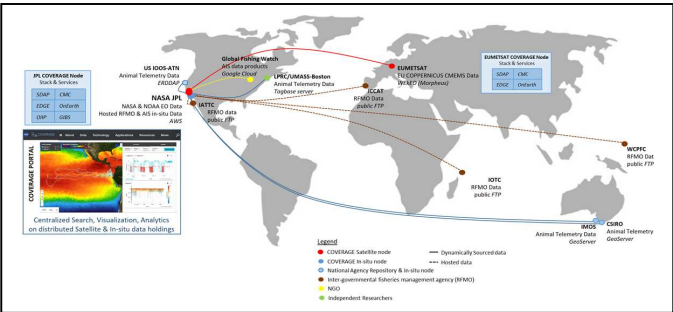 US IOOS-ATN
Animal Telemetry Data
ERDDAP
Global Fishing Watch
AIS data products
Google Cloud
LPRC/UMASS-Boston
Animal Telemetry Data
Tagbase server
EUMETSAT
EU COPERNICUS CMEMS Data
WEkEO (Morpheus)
EUMETSAT COVERAGE Node
Stack & Services
SDAP CMC
EDGE OnEarth
JPL COVERAGE Node
Stack & Services
SDAP CMC
EDGE OnEarth
OIIP GIBS
NASA JPL
NASA & NOAA EO Data
Hosted RFMO & AIS in-situ Data
AWS
IATTC
RFMO data
public FTP
ICCAT
RFMO Data
public FTP
WCPFC
RFMO Dat
public FTP
IOTC
RFMO Data
public FTP
COVERAGE PORTAL
Centralized Search, Visualization, Analytics
on distributed Satellite & In-situ data holdings
IMOS
Animal Telemetry Data
GeoServer
CSIRO
Animal Telemetry
GeoServer
Legend
COVERAGE Satellite node
COVERAGE In-situ node
National Agency Repository & In-situ node
Inter-governmental fisheries management agency (RFMO)
NGO
Independent Researchers
Dynamically Sourced data
Hosted data